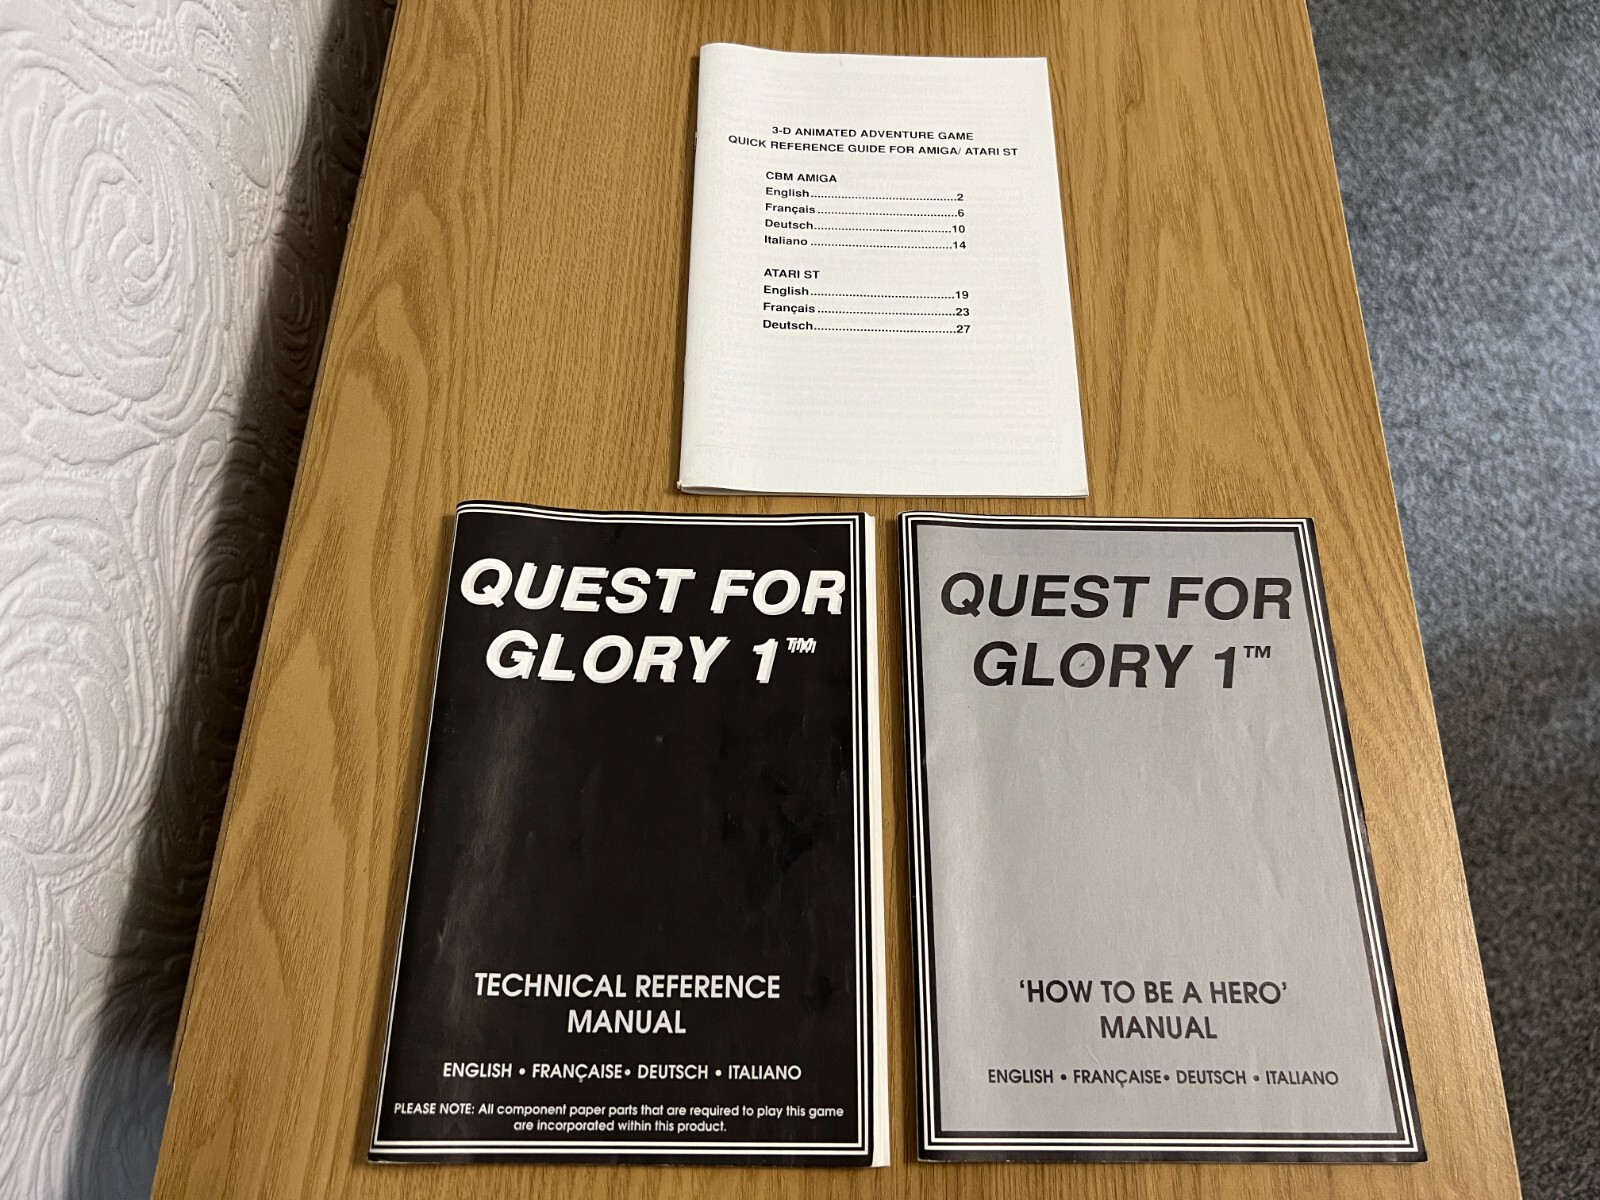 3-D ANIMATED ADVENTURE GAME
QUICK REFERENCE GUIDE FOR AMIGA/ ATARI ST
CBM AMIGA
English.........................................2
Français.......................................6
Deutsch......................................10
Italiano.......................................14
ATARI ST
English........................................19
Français......................................23
Deutsch.......................................27
QUEST FOR
GLORY 1™
TECHNICAL REFERENCE
MANUAL
ENGLISH • FRANÇAISE • DEUTSCH • ITALIANO
PLEASE NOTE: All component paper parts that are required to play this game
are incorporated within this product.
QUEST FOR
GLORY 1™
‘HOW TO BE A HERO’
MANUAL
ENGLISH • FRANÇAISE • DEUTSCH • ITALIANO